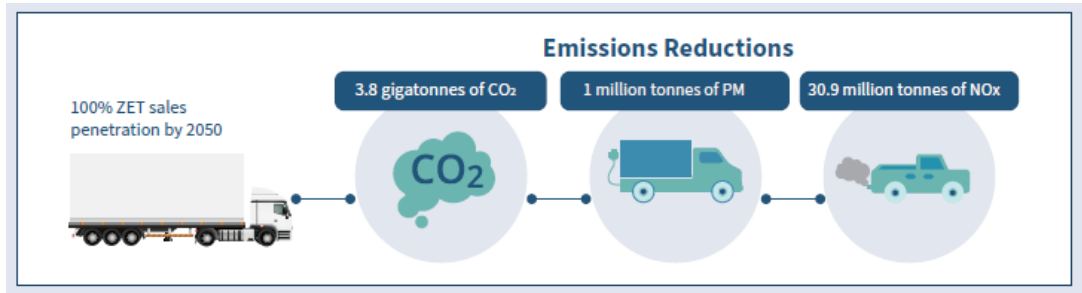 Emissions Reductions
3.8 gigatonnes of CO₂
1 million tonnes of PM
30.9 million tonnes of NOx
100% ZET sales
penetration by 2050
CO₂